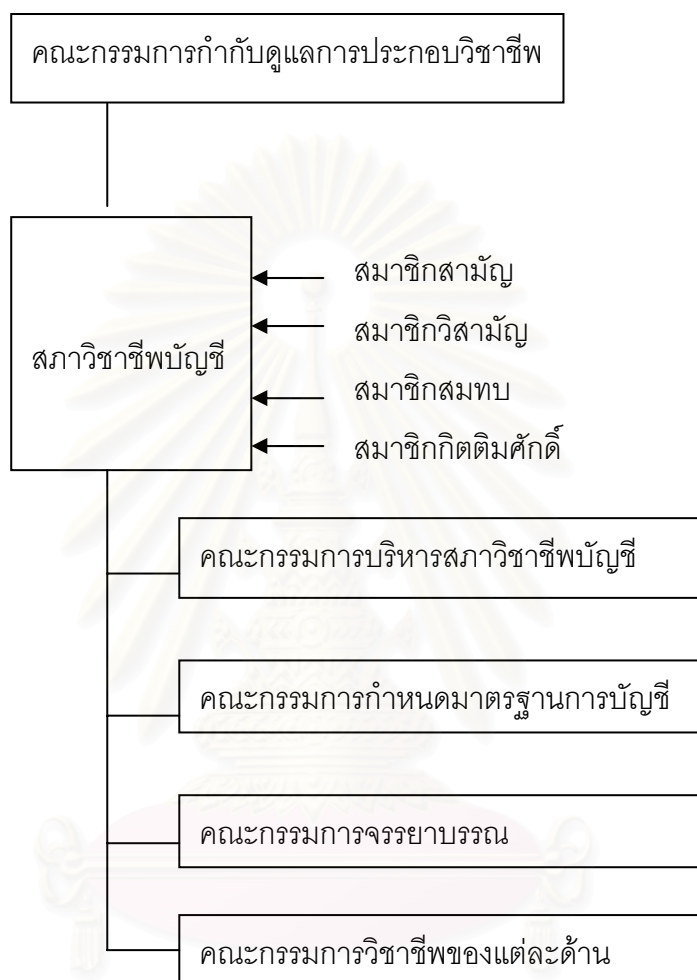 คณะกรรมการกำกับดูแลการประกอบวิชาชีพ
สมาชิกสามัญ
สมาชิกวิสามัญ
สภาวิชาชีพบัญชี
สมาชิกสมทบ
สมาชิกกิตติมศักดิ์
คณะกรรมการบริหารสภาวิชาชีพบัญชี
คณะกรรมการกำหนดมาตรฐานการบัญชี
คณะกรรมการจรรยาบรรณ
คณะกรรมการวิชาชีพของแต่ละด้าน